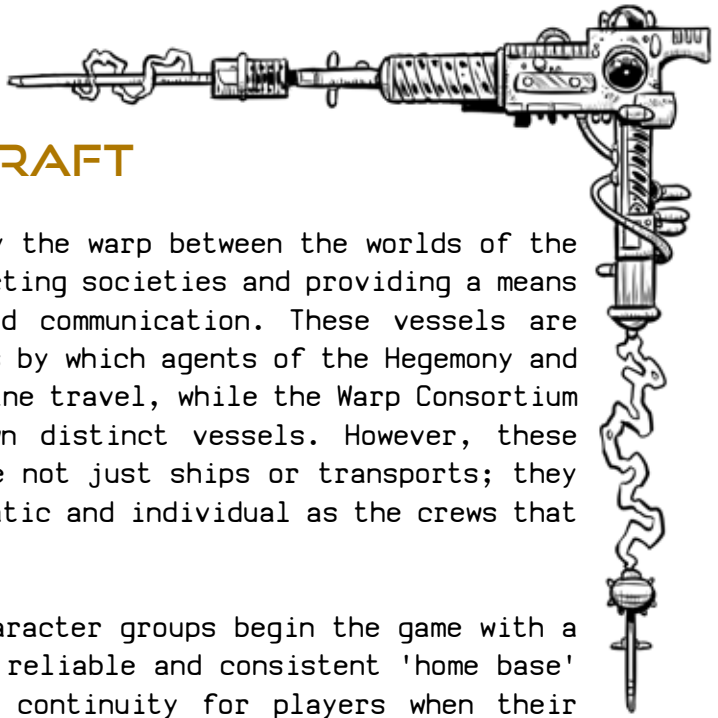 RAFT
the warp between the worlds of the
eting societies and providing a means
d communication. These vessels are
s by which agents of the Hegemony and
ne travel, while the Warp Consortium
n distinct vessels. However, these
e not just ships or transports; they
atic and individual as the crews that
aracter groups begin the game with a
reliable and consistent 'home base'
continuity for players when their